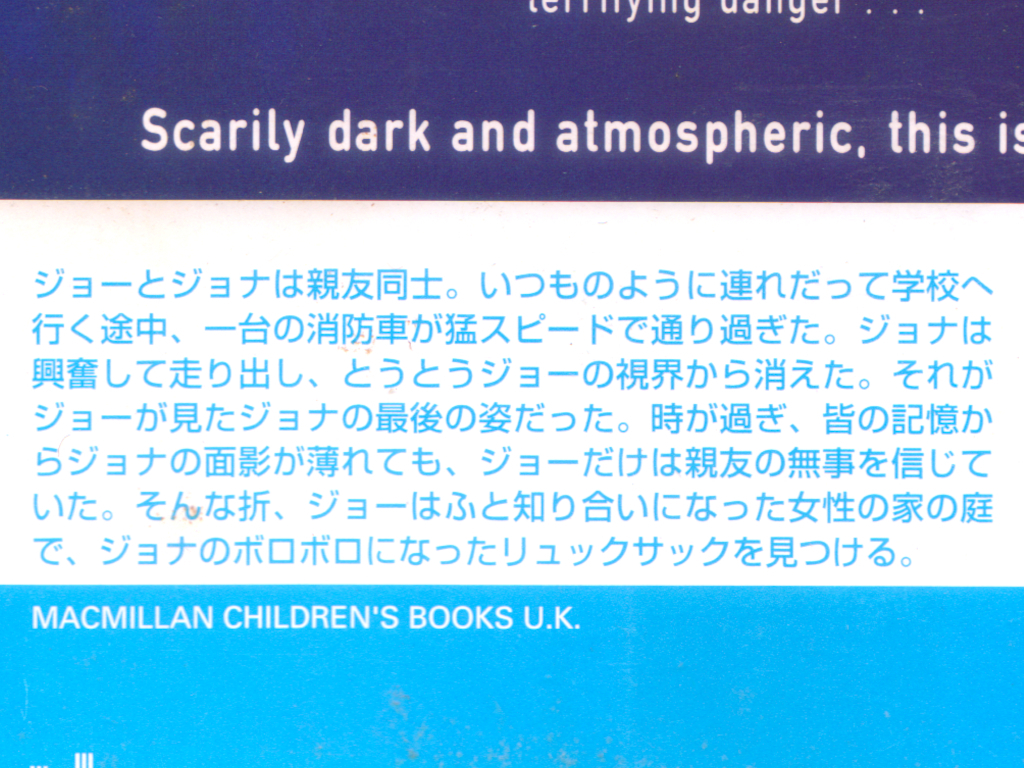 terrifying danger . . .
Scarily dark and atmospheric, this is
ジョーとジョナは親友同士。いつものように連れだって学校へ
行く途中、一台の消防車が猛スピードで通り過ぎた。ジョナは
興奮して走り出し、とうとうジョーの視界から消えた。それが
ジョーが見たジョナの最後の姿だった。時が過ぎ、皆の記憶か
らジョナの面影が薄れても、ジョーだけは親友の無事を信じて
いた。そんな折、ジョーはふと知り合いになった女性の家の庭
で、ジョナのボロボロになったリュックサックを見つける。
MACMILLAN CHILDREN'S BOOKS U.K.